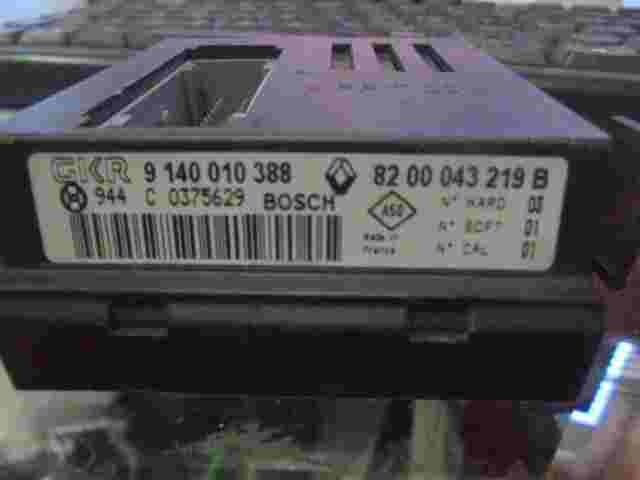 GKR 9 140 010 388 82 00 043 219 B
944 C 0375629 BOSCH
A50
Made in France
N° HARD 03
N° SOFT 01
N° CAL 01